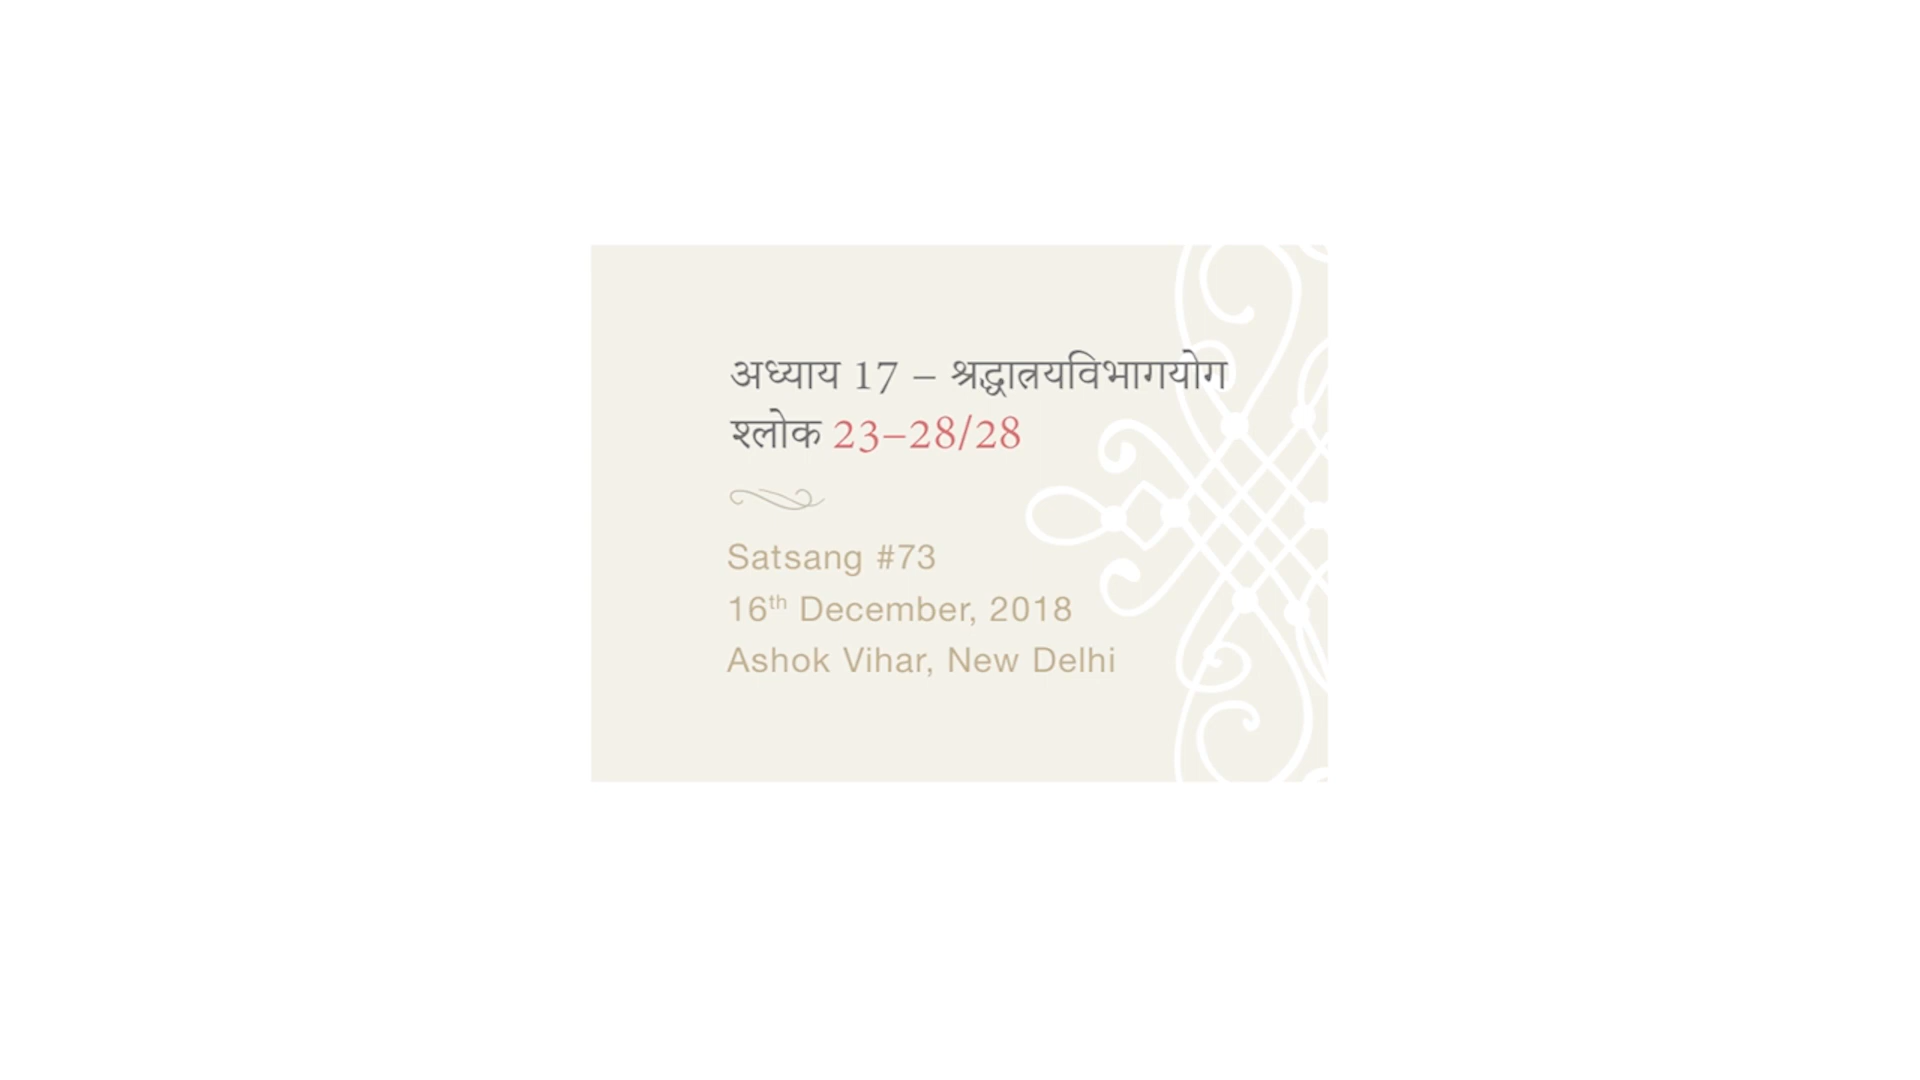 अध्याय 17 – श्रद्धात्रयविभागयोग
श्लोक 23–28/28
Satsang #73
16th December, 2018
Ashok Vihar, New Delhi